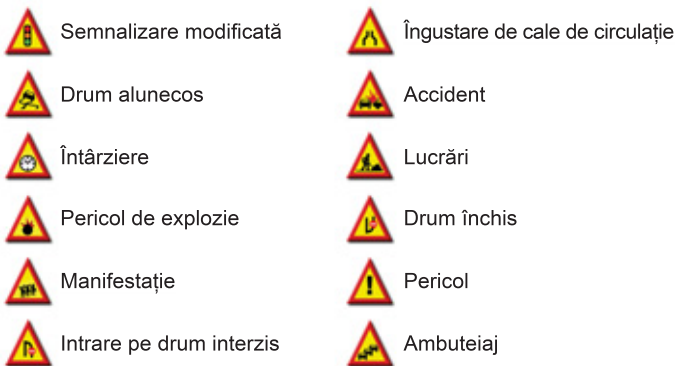 Semnalizare modificată
Îngustare de cale de circulație
Drum alunecos
Accident
Întârziere
Lucrări
Pericol de explozie
Drum închis
Manifestație
Pericol
Intrare pe drum interzis
Ambuteiaj